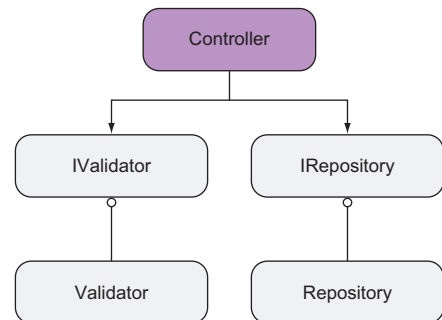 Controller
IValidator
IRepository
Validator
Repository